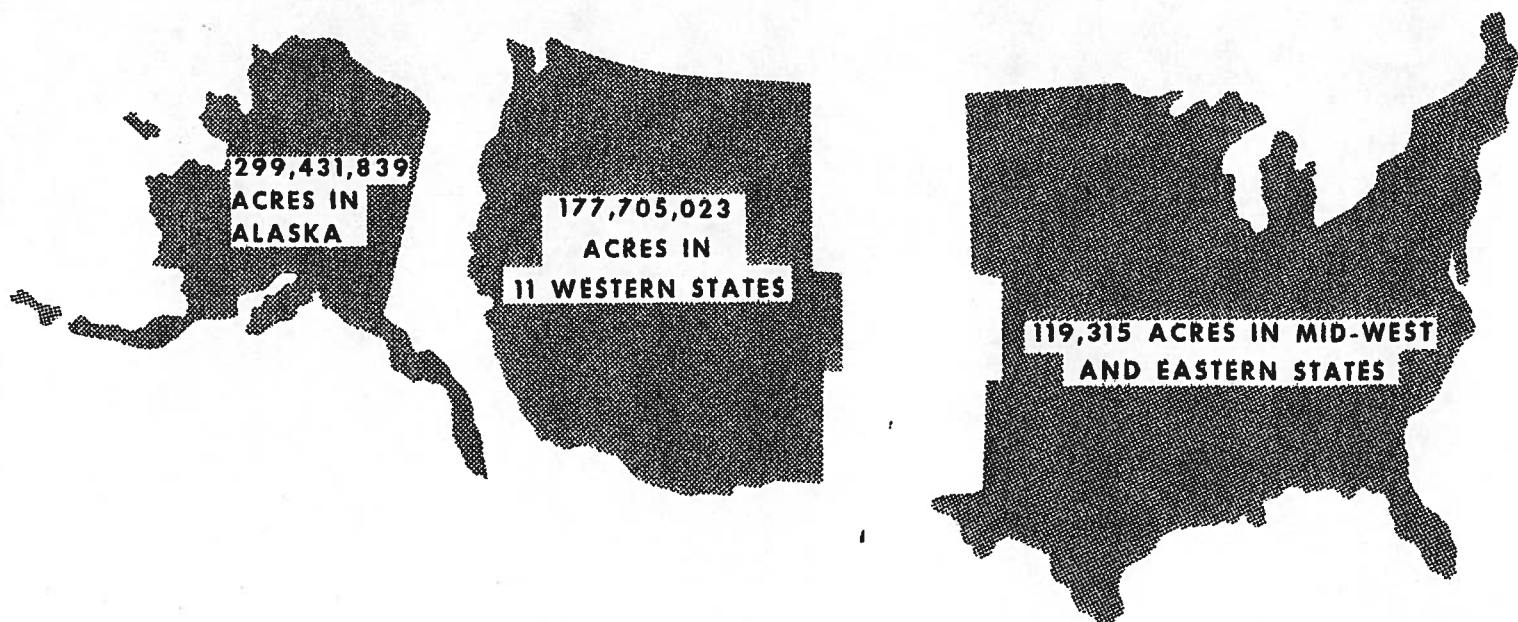 299,431,839
ACRES IN
ALASKA
177,705,023
ACRES IN
11 WESTERN STATES
119,315 ACRES IN MID-WEST
AND EASTERN STATES